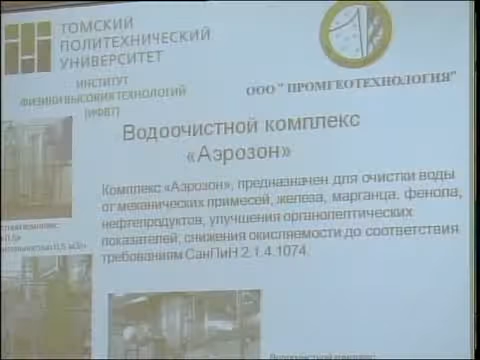 ТОМСКИЙ
ПОЛИТЕХНИЧЕСКИЙ
УНИВЕРСИТЕТ
ИНСТИТУТ
ФИЗИКИ ВЫСОКИХ ТЕХНОЛОГИЙ
(ИФВТ)
ООО " ПРОМГЕОТЕХНОЛОГИЯ"
Водоочистной комплекс
«Аэрозон»
Комплекс «Аэрозон», предназначен для очистки воды
от механических примесей, железа, марганца, фенола,
нефтепродуктов, улучшения органолептических
показателей, снижения окисляемости до соответствия
требованиям СанПиН 2.1.4.1074.
Водоочистной комплекс